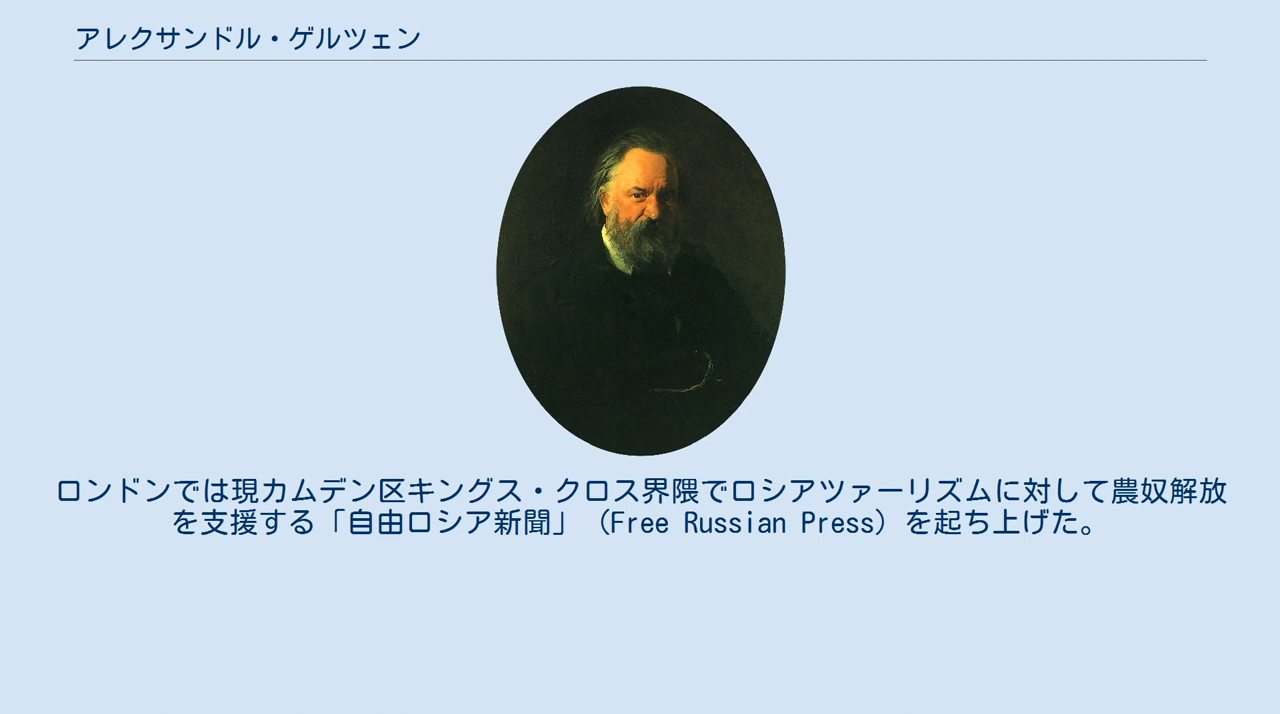 アレクサンドル・ゲルツェン
ロンドンでは現カムデン区キングス・クロス界隈でロシアツァーリズムに対して農奴解放
を支援する「自由ロシア新聞」（Free Russian Press）を起ち上げた。